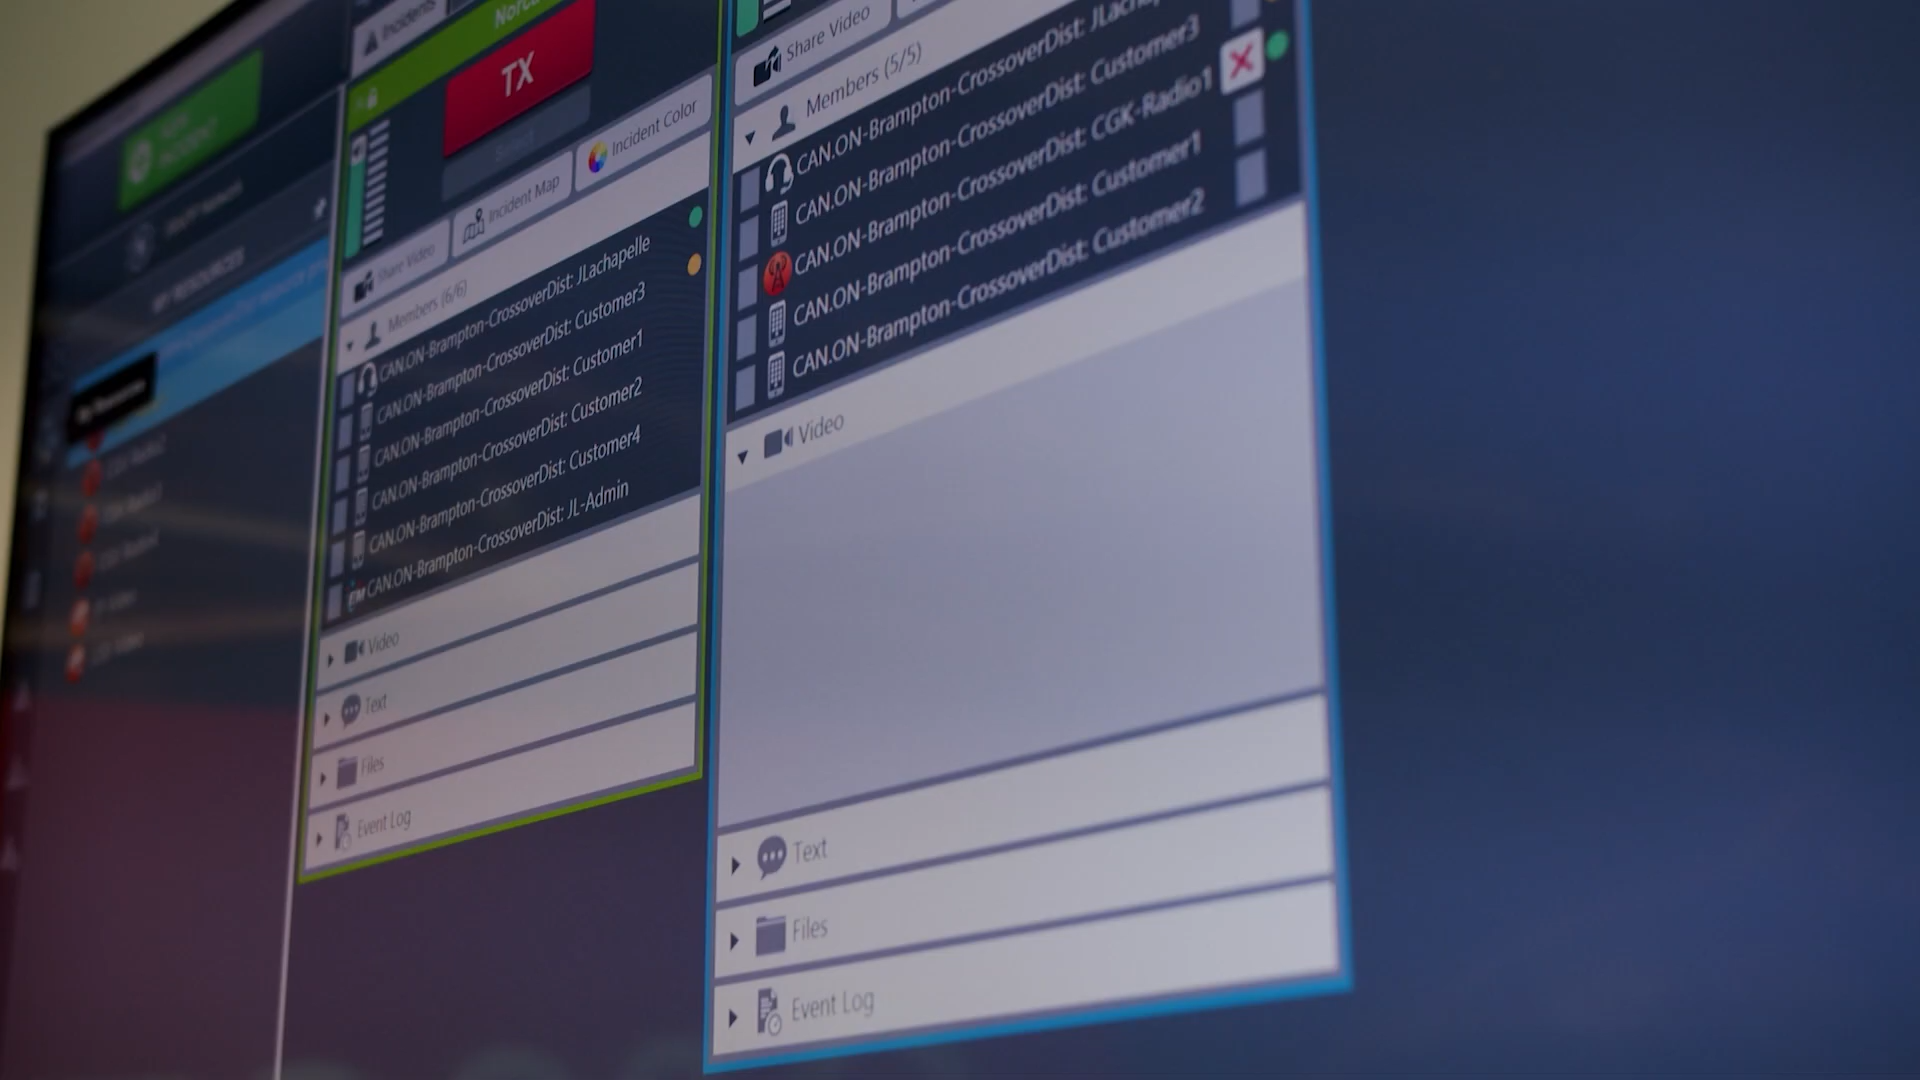 MY RESOURCES
Incidents
TX
Incident Color
Incident Map
Share Video
Members (6/6)
CAN.ON-Brampton-CrossoverDist: JLachapelle
CAN.ON-Brampton-CrossoverDist: Customer3
CAN.ON-Brampton-CrossoverDist: Customer1
CAN.ON-Brampton-CrossoverDist: Customer2
CAN.ON-Brampton-CrossoverDist: Customer4
CAN.ON-Brampton-CrossoverDist: JL-Admin
Video
Text
Files
Event Log
Share Video
Members (5/5)
CAN.ON-Brampton-CrossoverDist:
CAN.ON-Brampton-CrossoverDist: Customer3
CAN.ON-Brampton-CrossoverDist: CGK-Radio1
CAN.ON-Brampton-CrossoverDist: Customer1
CAN.ON-Brampton-CrossoverDist: Customer2
Video
Text
Files
Event Log